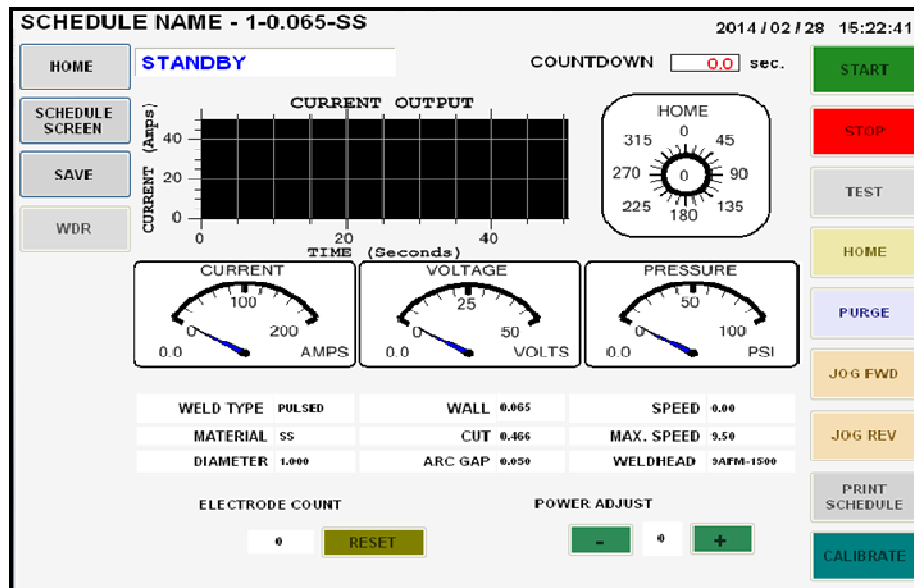 SCHEDULE NAME - 1-0.065-SS
2014 / 02 / 28 15:22:41
HOME
STANDBY
COUNTDOWN 0.0 sec.
START
SCHEDULE
SCREEN
CURRENT OUTPUT
CURRENT (Amps)
40
20
0
0 20 40
TIME (Seconds)
HOME
0
315 45
270 0 90
225 135
180
STOP
SAVE
TEST
WDR
HOME
CURRENT
100
0 200
0.0 AMPS
VOLTAGE
25
0 50
0.0 VOLTS
PRESSURE
50
0 100
0.0 PSI
PURGE
JOG FWD
WELD TYPE PULSED WALL 0.065 SPEED 0.00
MATERIAL SS CUT 0.466 MAX. SPEED 9.50
JOG REV
DIAMETER 1.000 ARC GAP 0.050 WELDHEAD 9AFM-1500
PRINT
SCHEDULE
ELECTRODE COUNT POWER ADJUST
0 RESET - 0 +
CALIBRATE